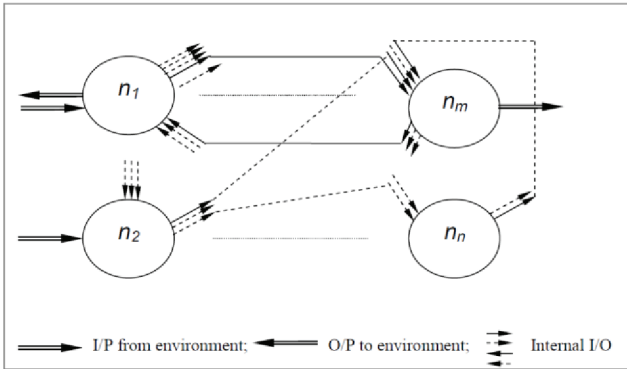 n1 nm
n2 nn
I/P from environment; O/P to environment; Internal I/O